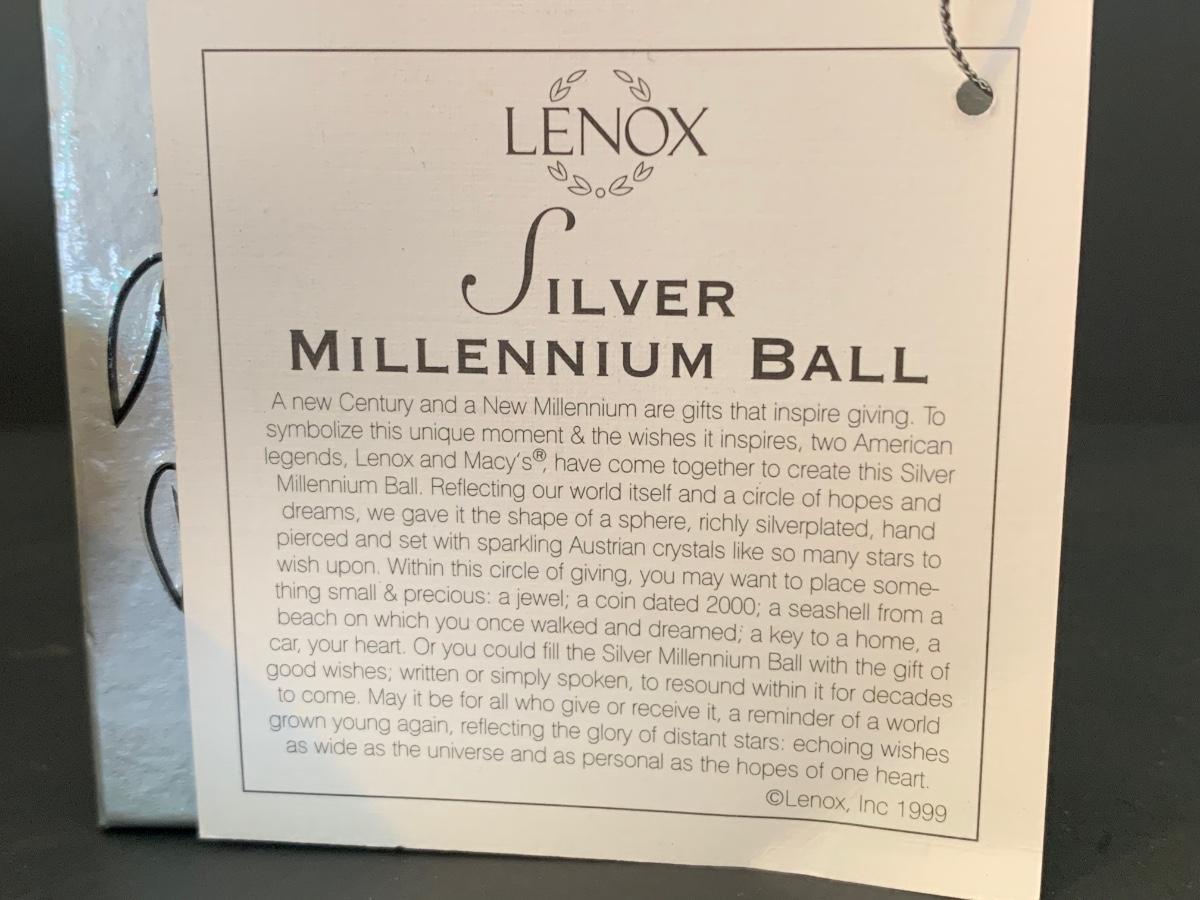 LENOX
SILVER
MILLENNIUM BALL
A new Century and a New Millennium are gifts that inspire giving. To
symbolize this unique moment & the wishes it inspires, two American
legends, Lenox and Macy's®, have come together to create this Silver
Millennium Ball. Reflecting our world itself and a circle of hopes and
dreams, we gave it the shape of a sphere, richly silverplated, hand
pierced and set with sparkling Austrian crystals like so many stars to
wish upon. Within this circle of giving, you may want to place some-
thing small & precious: a jewel; a coin dated 2000; a seashell from a
beach on which you once walked and dreamed; a key to a home, a
car, your heart. Or you could fill the Silver Millennium Ball with the gift of
good wishes; written or simply spoken, to resound within it for decades
to come. May it be for all who give or receive it, a reminder of a world
grown young again, reflecting the glory of distant stars: echoing wishes
as wide as the universe and as personal as the hopes of one heart.
©Lenox, Inc 1999